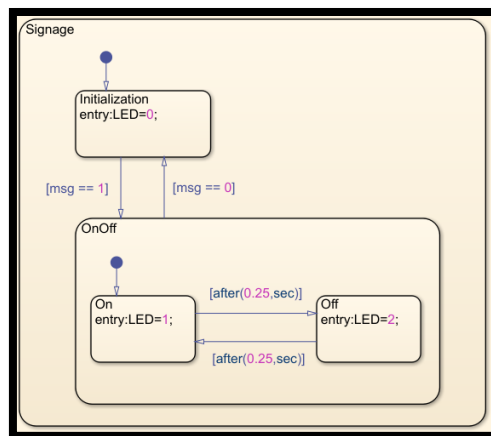 Signage
Initialization
entry:LED=0;
[msg == 1]
[msg == 0]
OnOff
On
entry:LED=1;
[after(0.25,sec)]
Off
entry:LED=2;
[after(0.25,sec)]